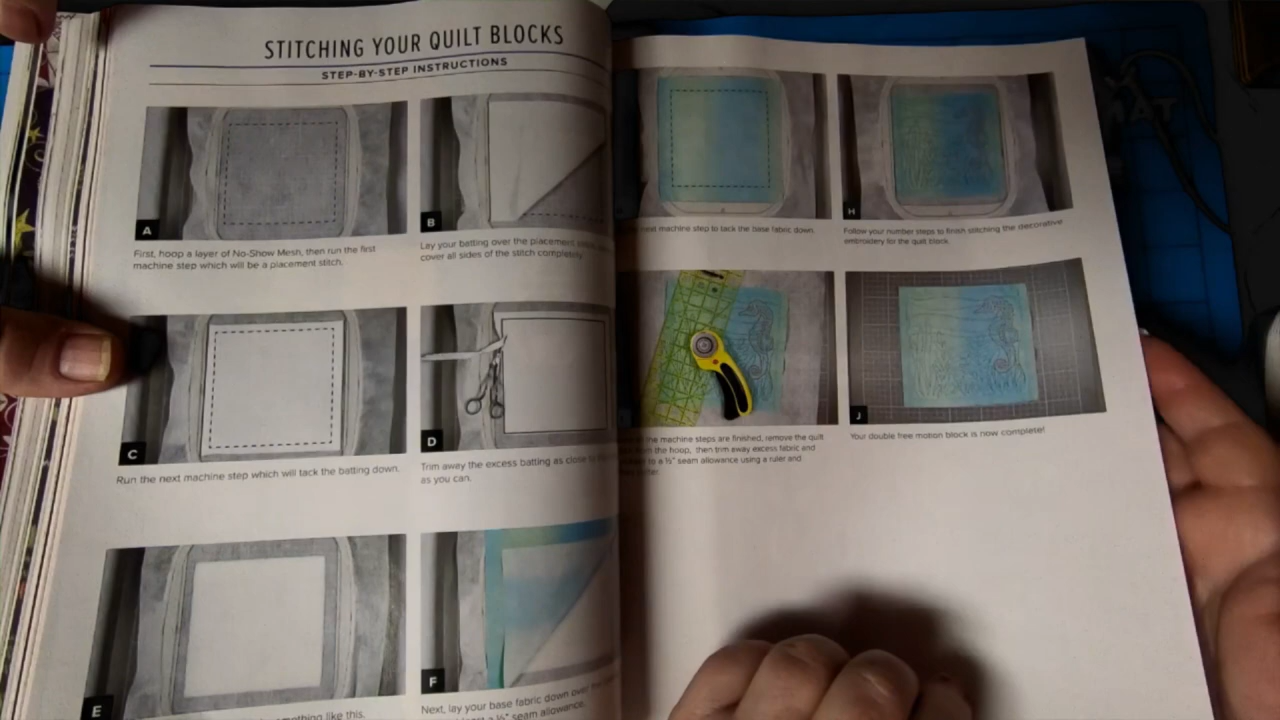 STITCHING YOUR QUILT BLOCKS
STEP-BY-STEP INSTRUCTIONS
A
First, hoop a layer of No-Show Mesh, then run the first
machine step which will be a placement stitch.
B
Lay your batting over the placement
cover all sides of the stitch completely
C
Run the next machine step which will tack the batting down.
D
Trim away the excess batting as close
as you can.
E
something like this.
F
Next, lay your base fabric down over
½" seam allowance.
next machine step to tack the base fabric down.
H
Follow your number steps to finish stitching the decorative
embroidery for the quilt block.
the machine steps are finished, remove the quilt
the hoop, then trim away excess fabric and
to a ½" seam allowance using a ruler and
J
Your double free motion block is now complete!
MAT